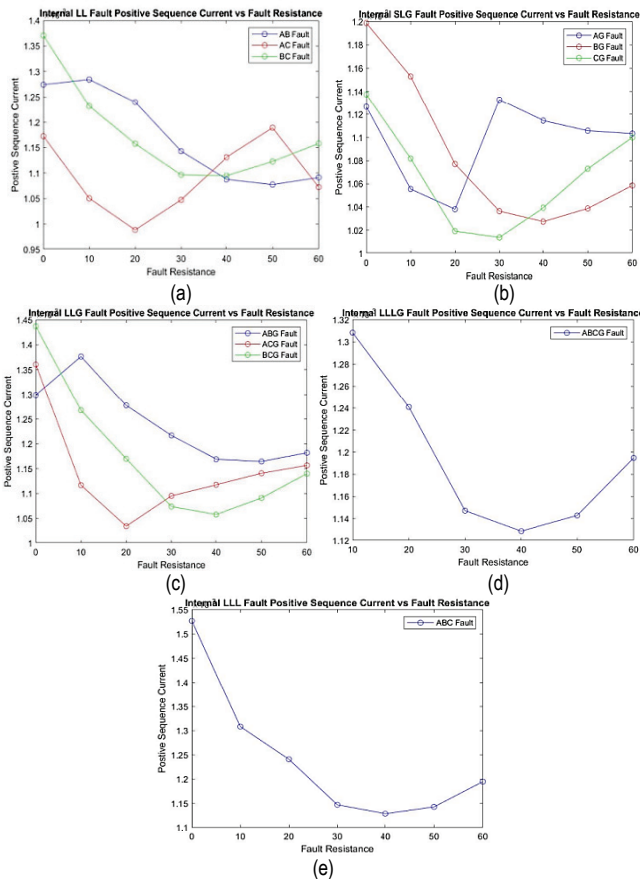 Internal LL Fault Positive Sequence Current vs Fault Resistance
1.4
1.35
1.3
1.25
1.2
1.15
1.1
1.05
1
0.95
Postive Sequence Current
AB Fault
AC Fault
BC Fault
0 10 20 30 40 50 60
Fault Resistance
(a)
Internal SLG Fault Positive Sequence Current vs Fault Resistance
1.20
1.18
1.16
1.14
1.12
1.10
1.08
1.06
1.04
1.02
1
Postive Sequence Current
AG Fault
BG Fault
CG Fault
0 10 20 30 40 50 60
Fault Resistance
(b)
Internal LLG Fault Positive Sequence Current vs Fault Resistance
1.45
1.4
1.35
1.3
1.25
1.2
1.15
1.1
1.05
1
Postive Sequence Current
ABG Fault
ACG Fault
BCG Fault
0 10 20 30 40 50 60
Fault Resistance
(c)
Internal LLLG Fault Positive Sequence Current vs Fault Resistance
1.32
1.3
1.28
1.26
1.24
1.22
1.2
1.18
1.16
1.14
1.12
Postive Sequence Current
ABCG Fault
10 20 30 40 50 60
Fault Resistance
(d)
Internal LLL Fault Positive Sequence Current vs Fault Resistance
1.55
1.5
1.45
1.4
1.35
1.3
1.25
1.2
1.15
1.1
Postive Sequence Current
ABC Fault
0 10 20 30 40 50 60
Fault Resistance
(e)